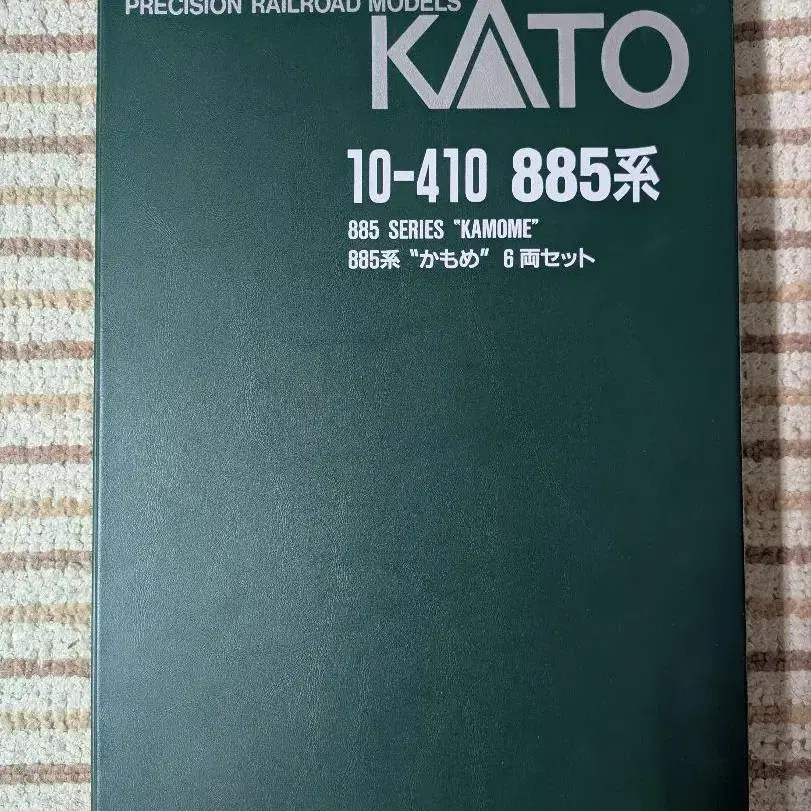 PRECISION RAILROAD MODELS
KATO
10-410 885系
885 SERIES "KAMOME"
885系 "かもめ" 6両セット